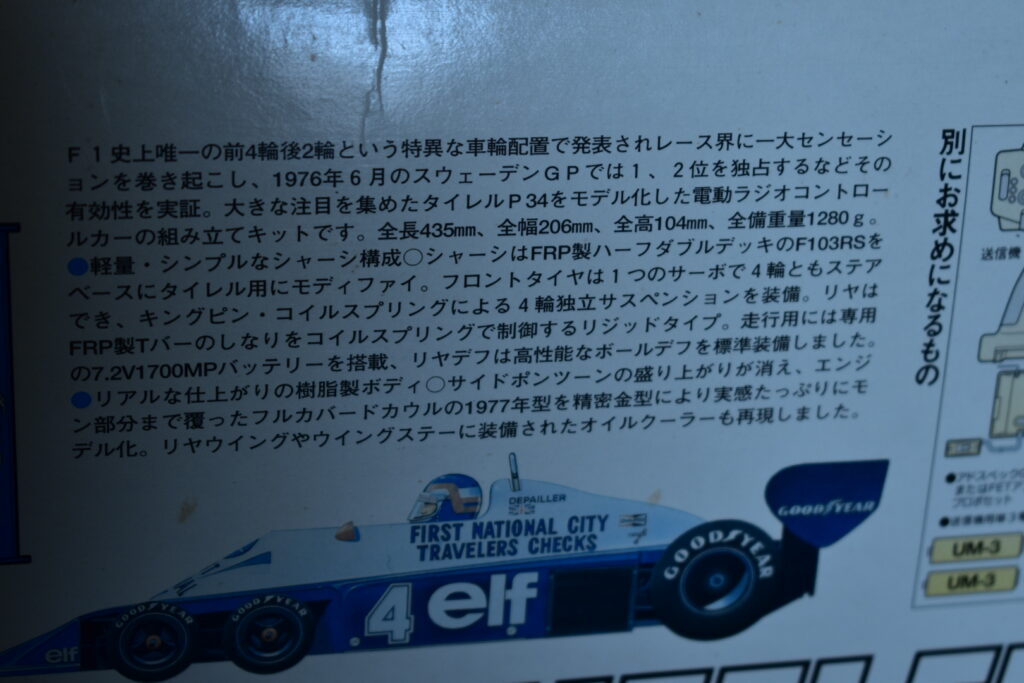 F1史上唯一の前4輪後2輪という特異な車輪配置で発表されレース界に一大センセーシ
ョンを巻き起こし、1976年6月のスウェーデンGPでは1、2位を独占するなどその
有効性を実証。大きな注目を集めたタイレルP34をモデル化した電動ラジオコントロー
ルカーの組み立てキットです。全長435mm、全幅206mm、全高104mm、全備重量1280g。
●軽量・シンプルなシャーシ構成○シャーシはFRP製ハーフダブルデッキのF103RSを
ベースにタイレル用にモディファイ。フロントタイヤは1つのサーボで4輪ともステア
でき、キングピン・コイルスプリングによる4輪独立サスペンションを装備。リヤは
FRP製Tバーのしなりをコイルスプリングで制御するリジッドタイプ。走行用には専用
の7.2V1700MPバッテリーを搭載、リヤデフは高性能なボールデフを標準装備しました。
●リアルな仕上がりの樹脂製ボディ○サイドポンツーンの盛り上がりが消え、エンジ
ン部分まで覆ったフルカバードカウルの1977年型を精密金型により実感たっぷりにモ
デル化。リヤウイングやウイングステーに装備されたオイルクーラーも再現しました。
別にお求めになるもの
送信機
●アドスペック
またはFETア
プロポセット
UM-3
UM-3
DEPAILLER
FIRST NATIONAL CITY
TRAVELERS CHECKS
GOODYEAR
GOODYEAR
4 elf
GOODYEAR
GOODYEAR
elf